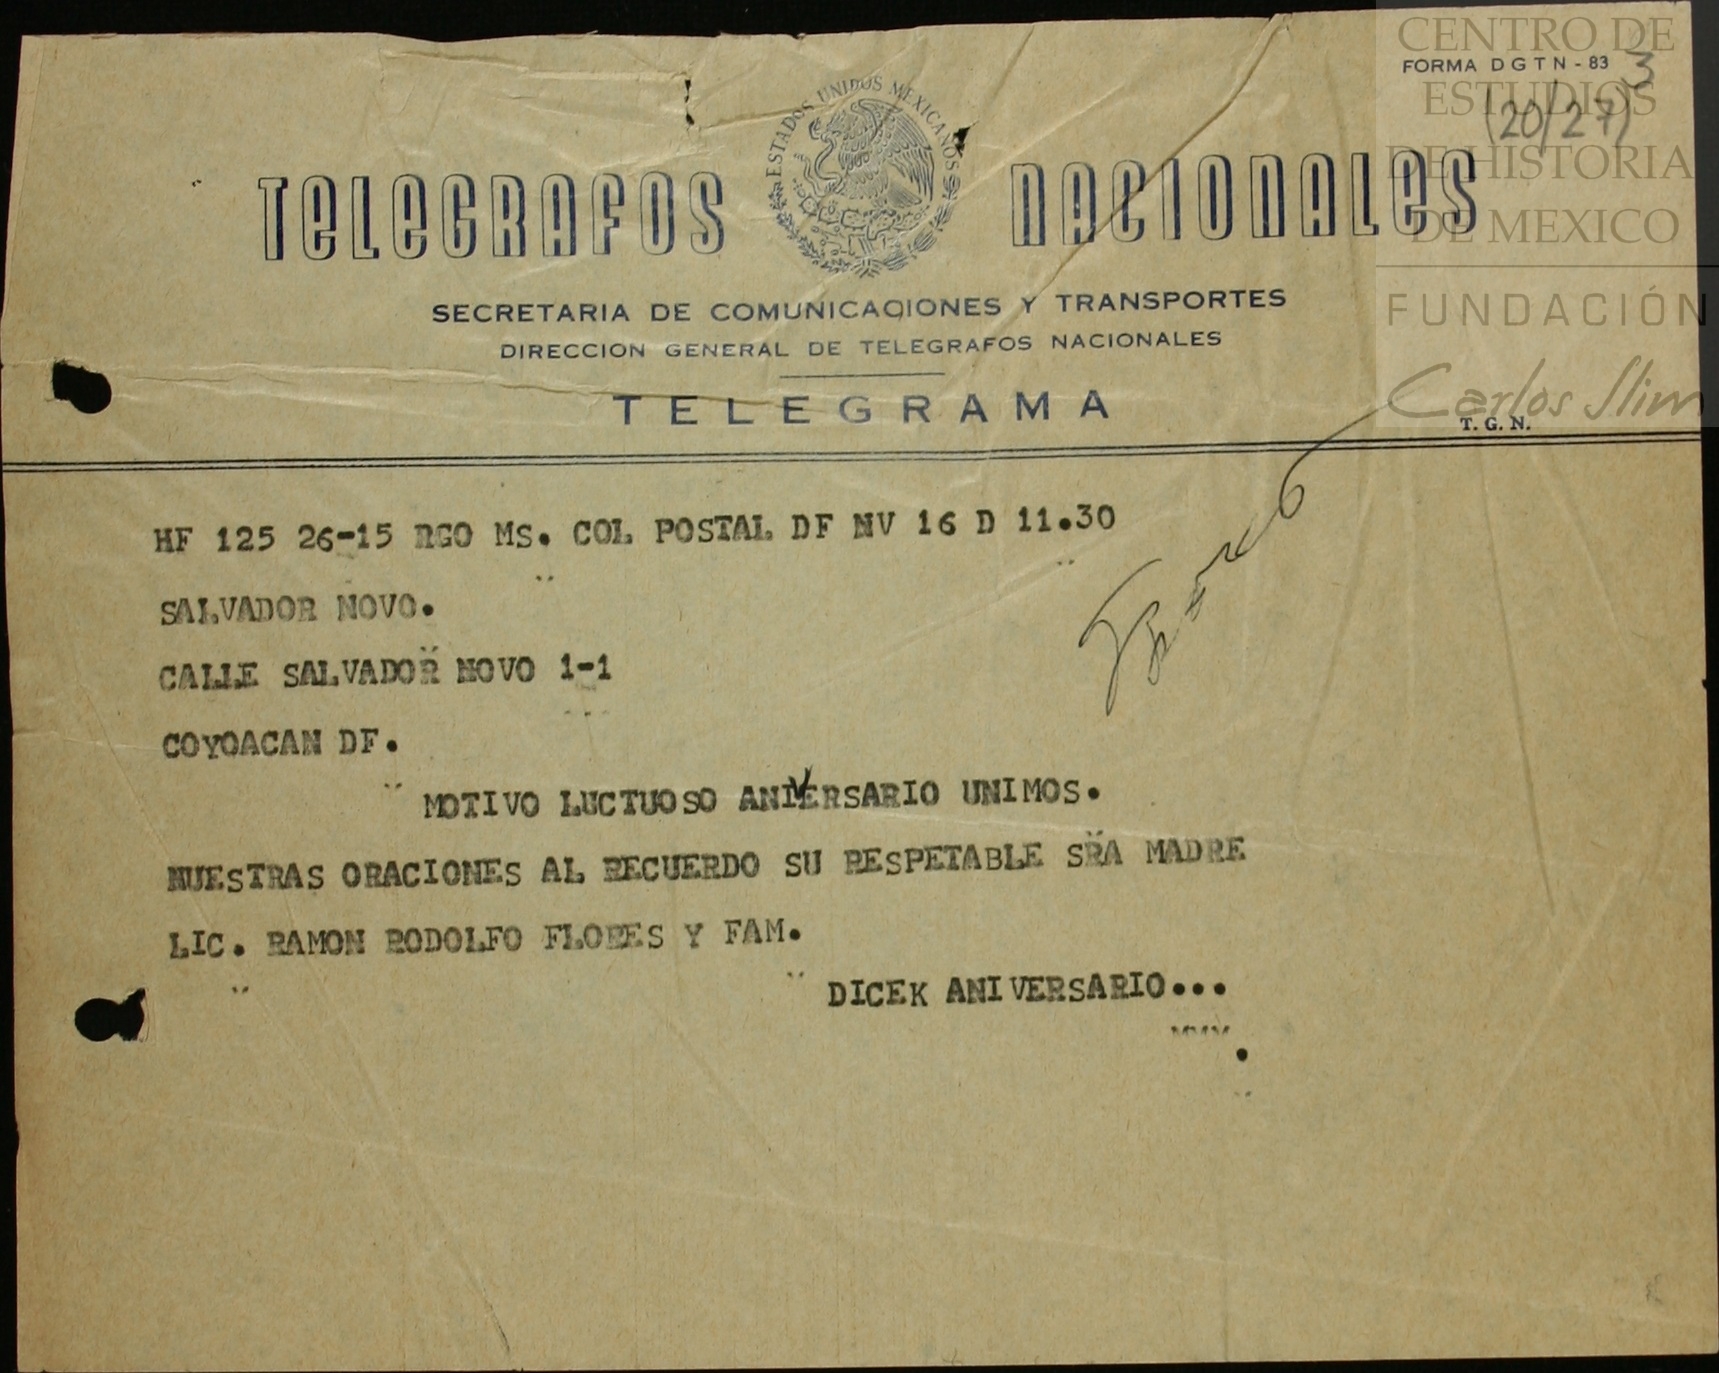 CENTRO DE
ESTUDIOS
DE HISTORIA
DE MEXICO
FUNDACIÓN
Carlos Slim
FORMA DGTN-83
3
(20/27)
ESTADOS UNIDOS MEXICANOS
TELEGRAFOS NACIONALES
SECRETARIA DE COMUNICACIONES Y TRANSPORTES
DIRECCION GENERAL DE TELEGRAFOS NACIONALES
TELEGRAMA
T. G. N.
HF 125 26-15 RGO MS. COL POSTAL DF NV 16 D 11.30
SALVADOR NOVO.
CALLE SALVADOR NOVO 1-1
COYOACAN DF.
MOTIVO LUCTUOSO ANIVERSARIO UNIMOS.
NUESTRAS ORACIONES AL RECUERDO SU RESPETABLE SRA MADRE
LIC. RAMON RODOLFO FLORES Y FAM.
DICEK ANIVERSARIO...